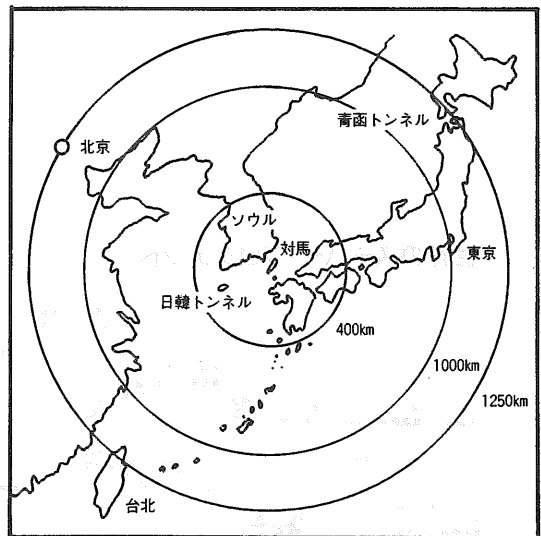 青函トンネル
北京
ソウル
対馬
東京
日韓トンネル
400km
1000km
1250km
台北